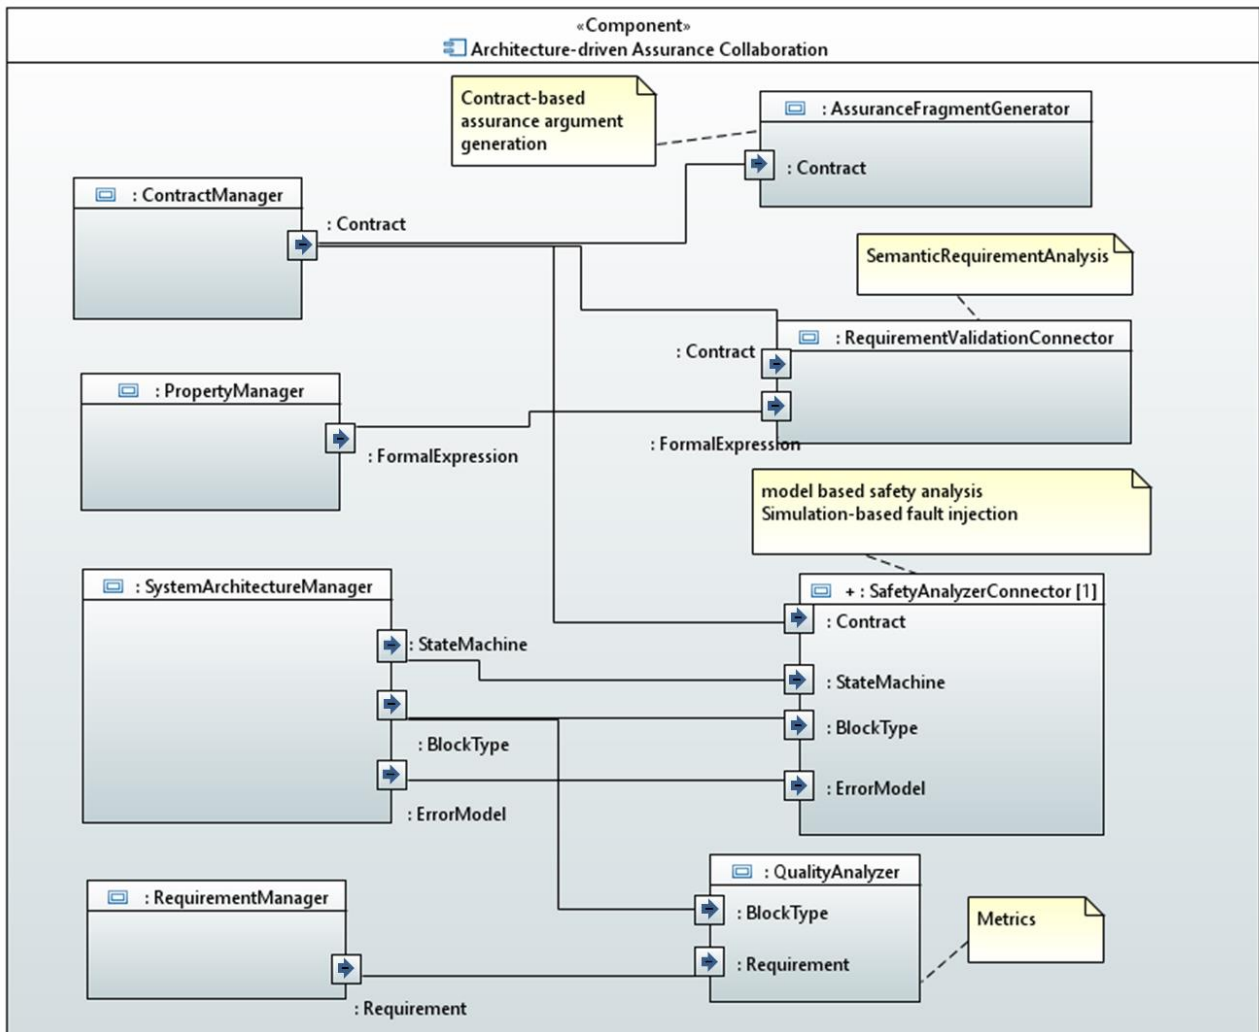 «Component»
Architecture-driven Assurance Collaboration
Contract-based
assurance argument
generation
: AssuranceFragmentGenerator
: Contract
: ContractManager
: Contract
SemanticRequirementAnalysis
: RequirementValidationConnector
: Contract
: FormalExpression
: PropertyManager
: FormalExpression
model based safety analysis
Simulation-based fault injection
: SystemArchitectureManager
: StateMachine
: BlockType
: ErrorModel
+ : SafetyAnalyzerConnector [1]
: Contract
: StateMachine
: BlockType
: ErrorModel
: RequirementManager
: Requirement
: QualityAnalyzer
: BlockType
: Requirement
Metrics